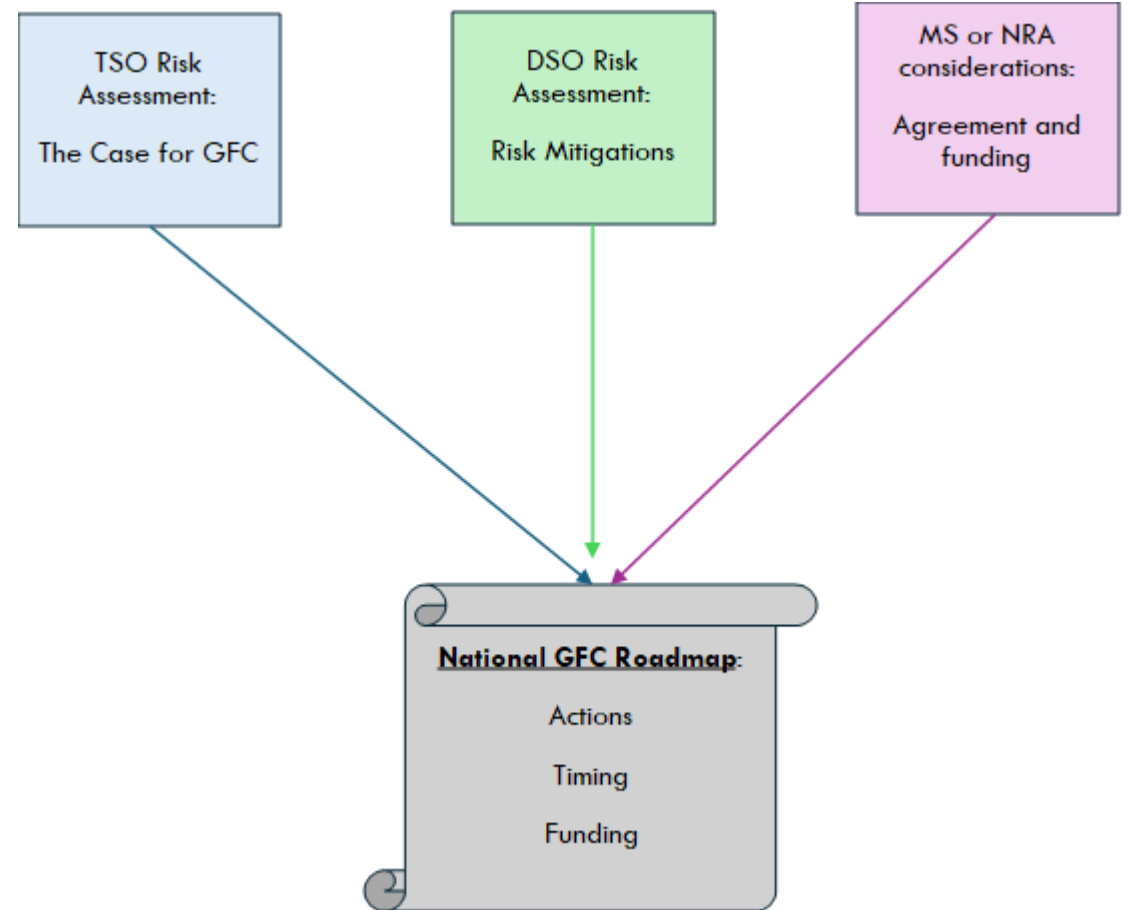 TSO Risk
Assessment:
The Case for GFC
DSO Risk
Assessment:
Risk Mitigations
MS or NRA
considerations:
Agreement and
funding
National GFC Roadmap:
Actions
Timing
Funding